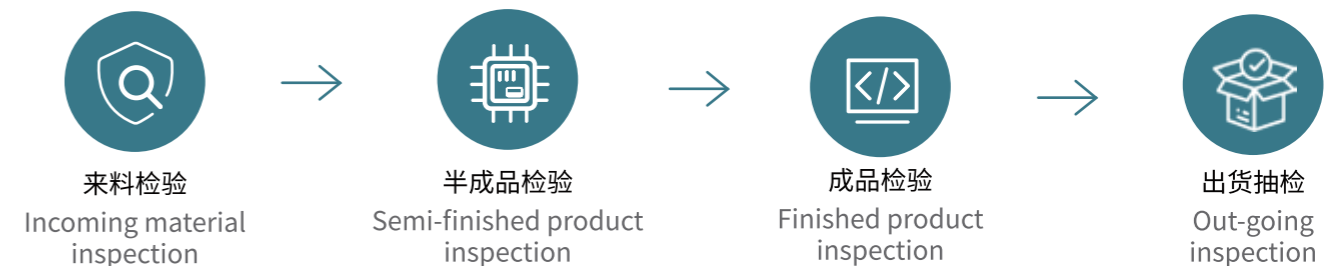 来料检验
Incoming material
inspection
半成品检验
Semi-finished product
inspection
成品检验
Finished product
inspection
出货抽检
Out-going
inspection